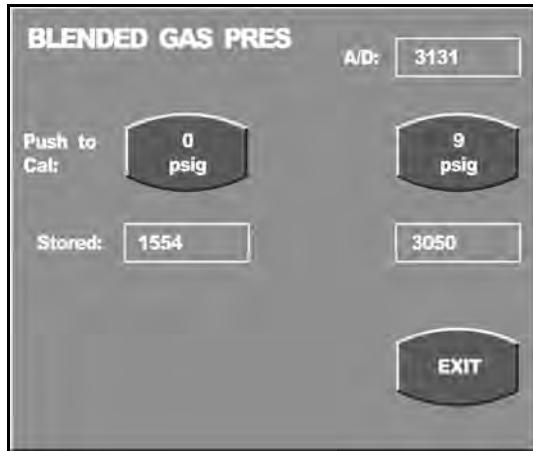 BLENDED GAS PRES
A/D: 3131
Push to
Cal:
0
psig
9
psig
Stored: 1554 3050
EXIT